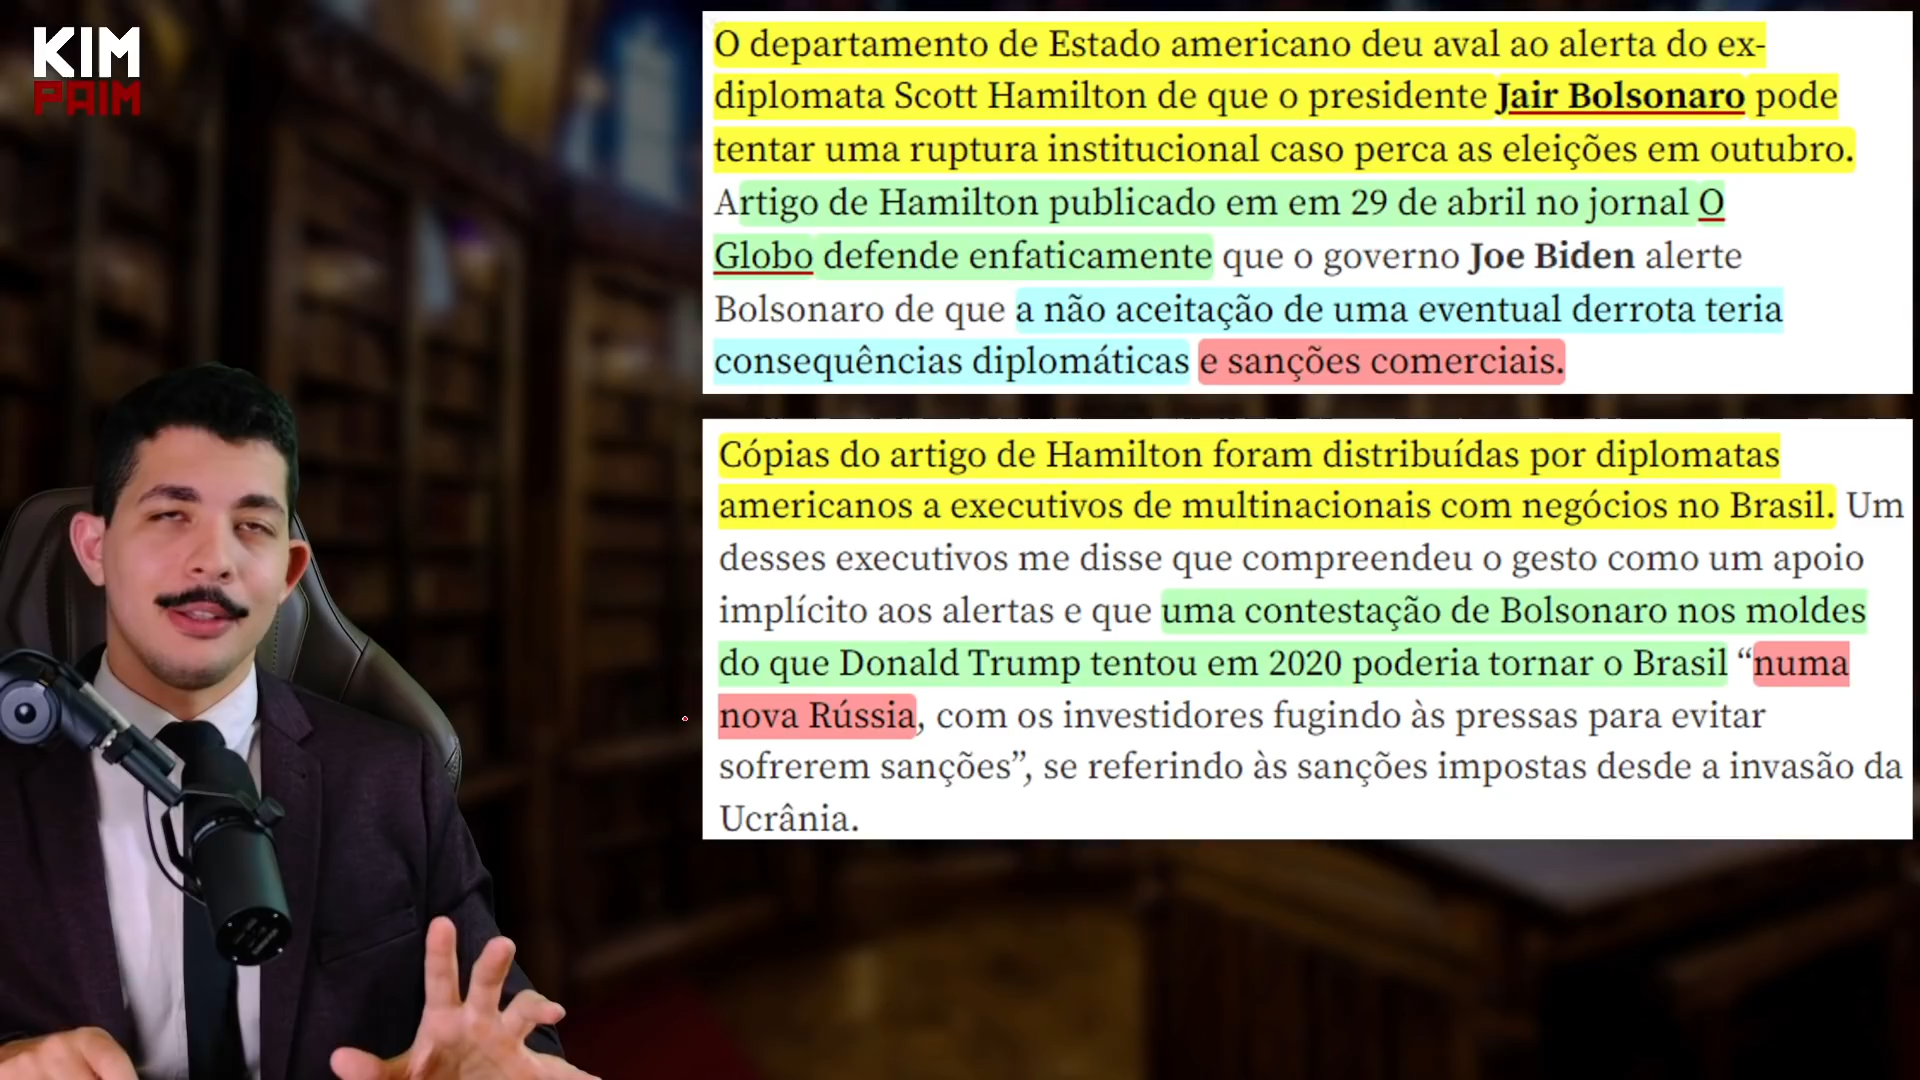 KIM
PAIM
O departamento de Estado americano deu aval ao alerta do ex-
diplomata Scott Hamilton de que o presidente Jair Bolsonaro pode
tentar uma ruptura institucional caso perca as eleições em outubro.
Artigo de Hamilton publicado em em 29 de abril no jornal O
Globo defende enfaticamente que o governo Joe Biden alerte
Bolsonaro de que a não aceitação de uma eventual derrota teria
consequências diplomáticas e sanções comerciais.
Cópias do artigo de Hamilton foram distribuídas por diplomatas
americanos a executivos de multinacionais com negócios no Brasil. Um
desses executivos me disse que compreendeu o gesto como um apoio
implícito aos alertas e que uma contestação de Bolsonaro nos moldes
do que Donald Trump tentou em 2020 poderia tornar o Brasil “numa
nova Rússia, com os investidores fugindo às pressas para evitar
sofrerem sanções”, se referindo às sanções impostas desde a invasão da
Ucrânia.